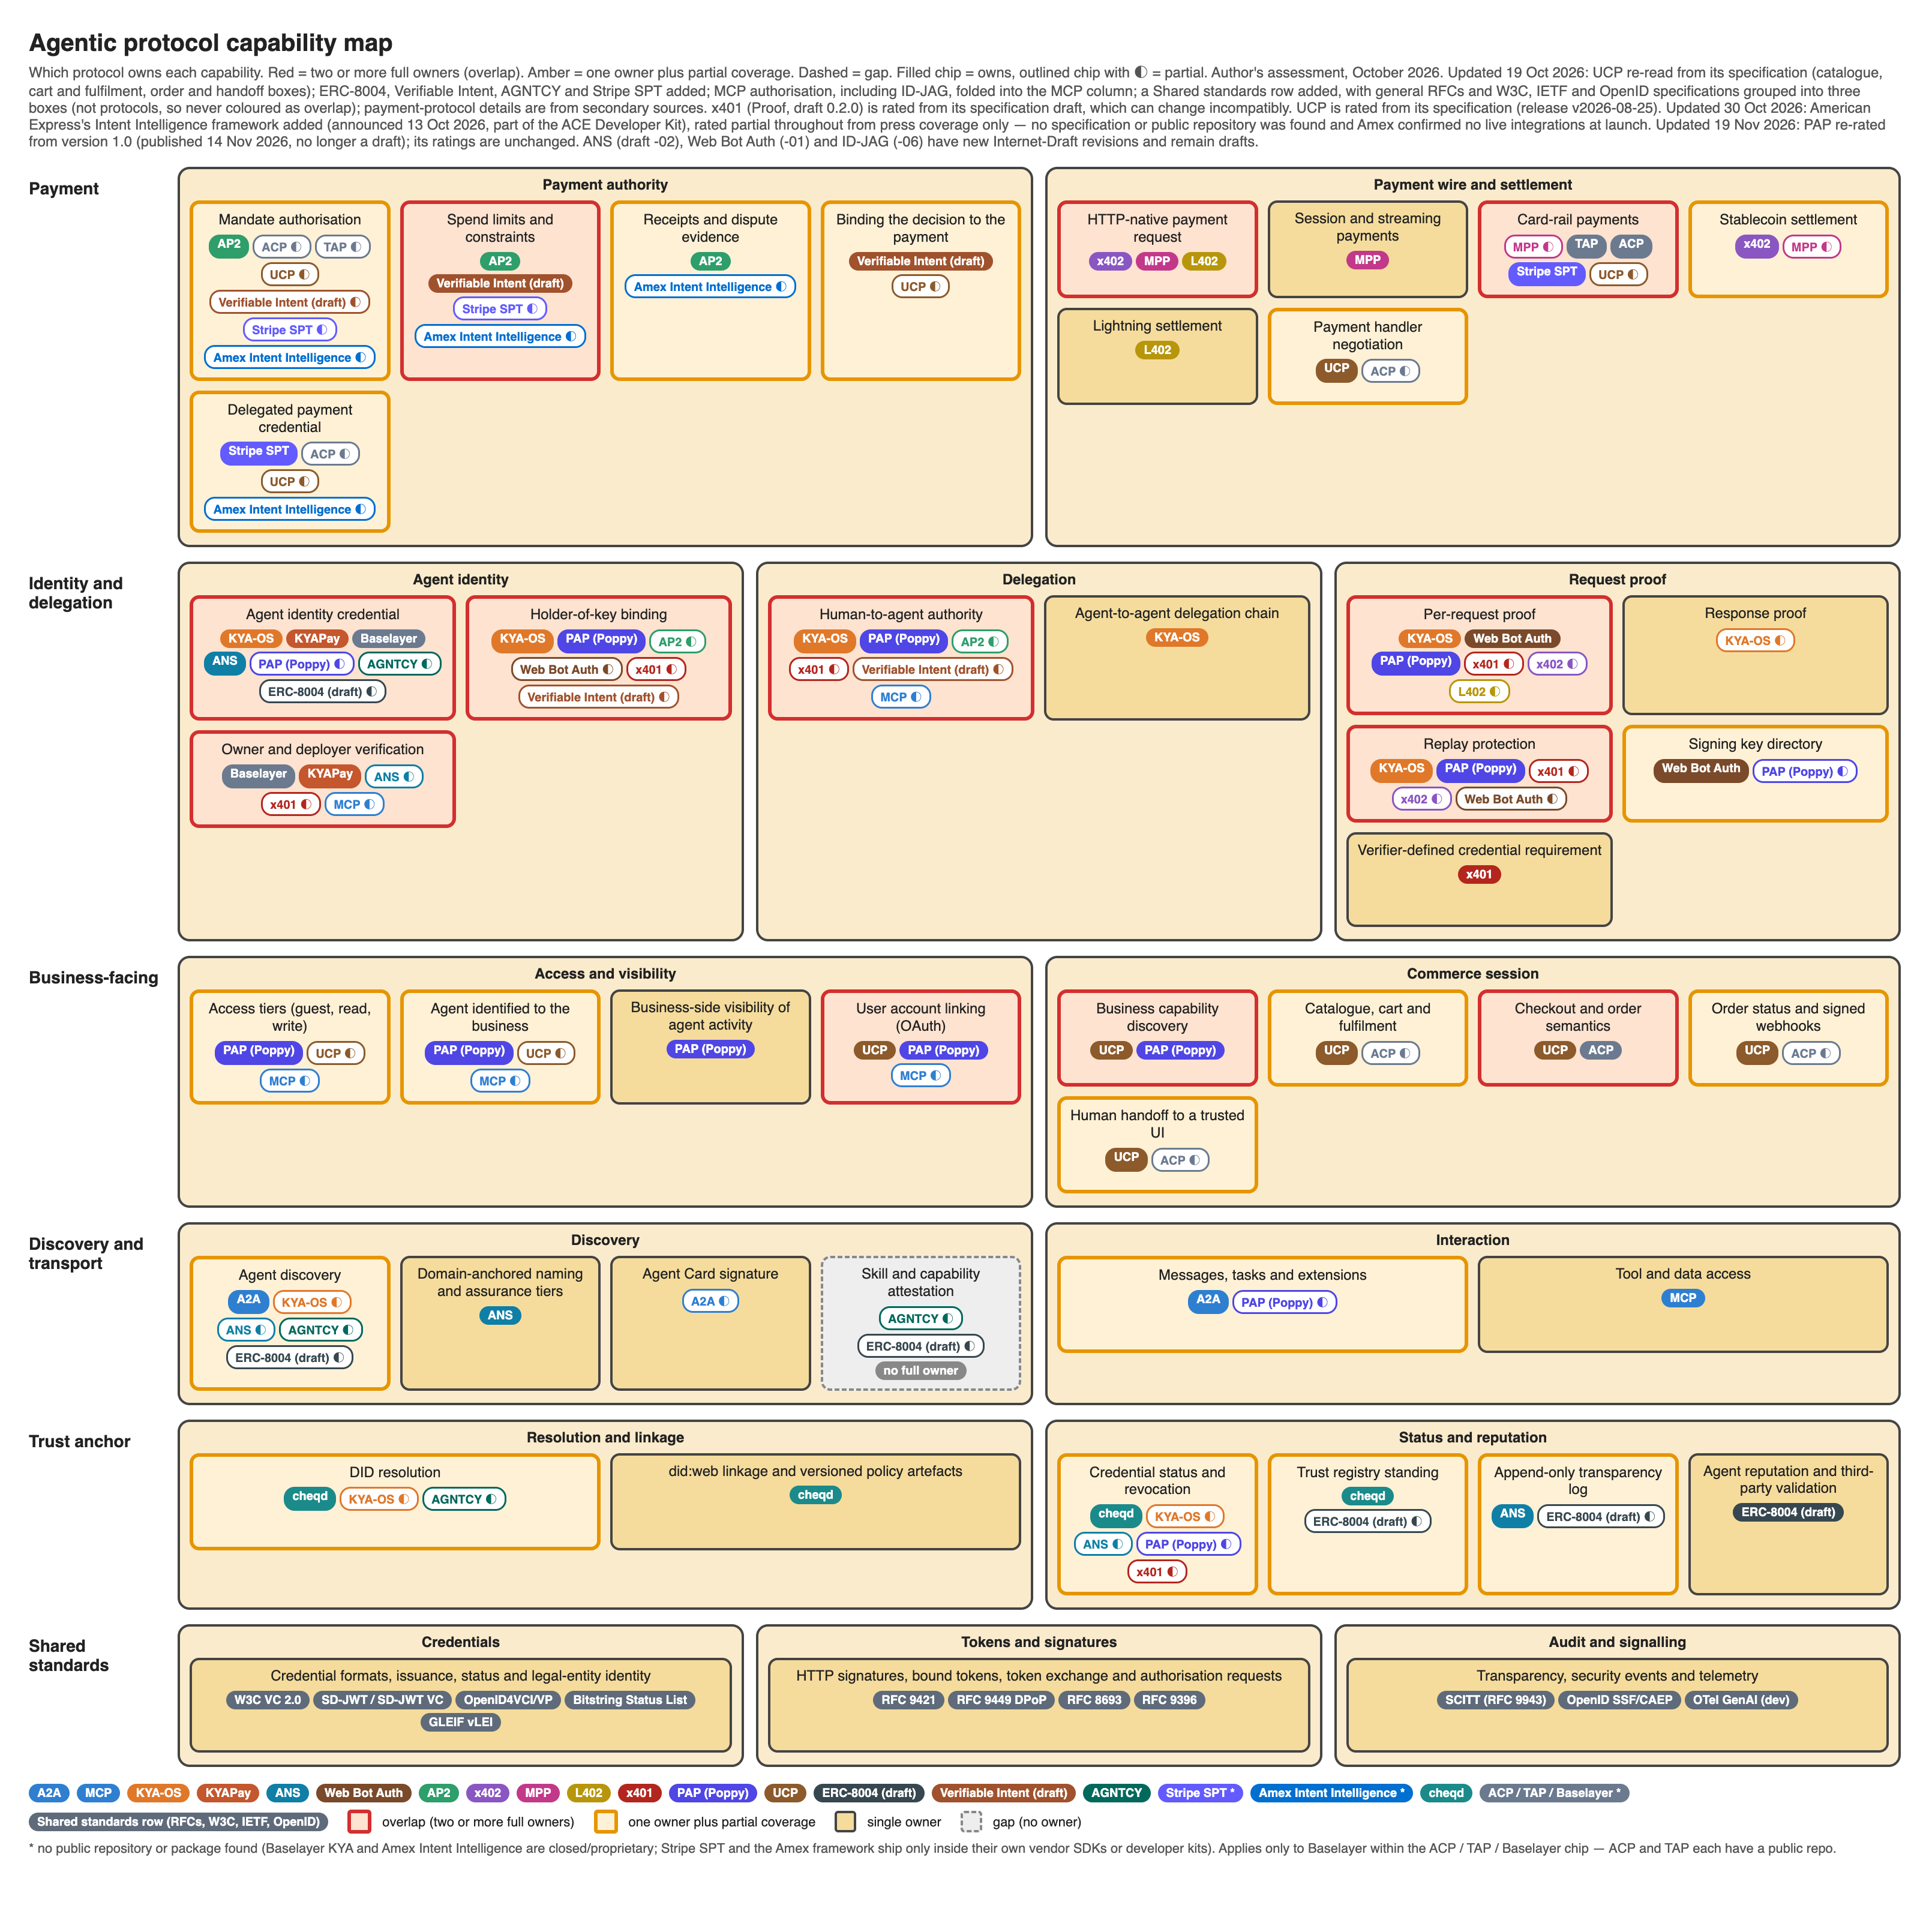 Agentic protocol capability map
Which protocol owns each capability. Red = two or more full owners (overlap). Amber = one owner plus partial coverage. Dashed = gap. Filled chip = owns, outlined chip with ◐ = partial. Author's assessment, October 2026. Updated 19 Oct 2026: UCP re-read from its specification (catalogue,
cart and fulfilment, order and handoff boxes); ERC-8004, Verifiable Intent, AGNTCY and Stripe SPT added; MCP authorisation, including ID-JAG, folded into the MCP column; a Shared standards row added, with general RFCs and W3C, IETF and OpenID specifications grouped into three
boxes (not protocols, so never coloured as overlap); payment-protocol details are from secondary sources. x401 (Proof, draft 0.2.0) is rated from its specification draft, which can change incompatibly. UCP is rated from its specification (release v2026-08-25). Updated 30 Oct 2026: American
Express's Intent Intelligence framework added (announced 13 Oct 2026, part of the ACE Developer Kit), rated partial throughout from press coverage only — no specification or public repository was found and Amex confirmed no live integrations at launch. Updated 19 Nov 2026: PAP re-rated
from version 1.0 (published 14 Nov 2026, no longer a draft); its ratings are unchanged. ANS (draft -02), Web Bot Auth (-01) and ID-JAG (-06) have new Internet-Draft revisions and remain drafts.
Payment
Payment authority
Mandate authorisation
AP2 ACP ◐ TAP ◐
UCP ◐
Verifiable Intent (draft) ◐
Stripe SPT ◐
Amex Intent Intelligence ◐
Spend limits and
constraints
AP2
Verifiable Intent (draft)
Stripe SPT ◐
Amex Intent Intelligence ◐
Receipts and dispute
evidence
AP2
Amex Intent Intelligence ◐
Binding the decision to the
payment
Verifiable Intent (draft)
UCP ◐
Delegated payment
credential
Stripe SPT ACP ◐
UCP ◐
Amex Intent Intelligence ◐
Payment wire and settlement
HTTP-native payment
request
x402 MPP L402
Session and streaming
payments
MPP
Card-rail payments
MPP ◐ TAP ACP
Stripe SPT UCP ◐
Stablecoin settlement
x402 MPP ◐
Lightning settlement
L402
Payment handler
negotiation
UCP ACP ◐
Identity and
delegation
Agent identity
Agent identity credential
KYA-OS KYAPay Baselayer
ANS PAP (Poppy) ◐ AGNTCY ◐
ERC-8004 (draft) ◐
Holder-of-key binding
KYA-OS PAP (Poppy) AP2 ◐
Web Bot Auth ◐ x401 ◐
Verifiable Intent (draft) ◐
Owner and deployer verification
Baselayer KYAPay ANS ◐
x401 ◐ MCP ◐
Delegation
Human-to-agent authority
KYA-OS PAP (Poppy) AP2 ◐
x401 ◐ Verifiable Intent (draft) ◐
MCP ◐
Agent-to-agent delegation chain
KYA-OS
Request proof
Per-request proof
KYA-OS Web Bot Auth
PAP (Poppy) x401 ◐ x402 ◐
L402 ◐
Response proof
KYA-OS ◐
Replay protection
KYA-OS PAP (Poppy) x401 ◐
x402 ◐ Web Bot Auth ◐
Signing key directory
Web Bot Auth PAP (Poppy) ◐
Verifier-defined credential requirement
x401
Business-facing
Access and visibility
Access tiers (guest, read,
write)
PAP (Poppy) UCP ◐
MCP ◐
Agent identified to the
business
PAP (Poppy) UCP ◐
MCP ◐
Business-side visibility of
agent activity
PAP (Poppy)
User account linking
(OAuth)
UCP PAP (Poppy)
MCP ◐
Commerce session
Business capability
discovery
UCP PAP (Poppy)
Catalogue, cart and
fulfilment
UCP ACP ◐
Checkout and order
semantics
UCP ACP
Order status and signed
webhooks
UCP ACP ◐
Human handoff to a trusted
UI
UCP ACP ◐
Discovery and
transport
Discovery
Agent discovery
A2A KYA-OS ◐
ANS ◐ AGNTCY ◐
ERC-8004 (draft) ◐
Domain-anchored naming
and assurance tiers
ANS
Agent Card signature
A2A ◐
Skill and capability
attestation
AGNTCY ◐
ERC-8004 (draft) ◐
no full owner
Interaction
Messages, tasks and extensions
A2A PAP (Poppy) ◐
Tool and data access
MCP
Trust anchor
Resolution and linkage
DID resolution
cheqd KYA-OS ◐ AGNTCY ◐
did:web linkage and versioned policy artefacts
cheqd
Status and reputation
Credential status and
revocation
cheqd KYA-OS ◐
ANS ◐ PAP (Poppy) ◐
x401 ◐
Trust registry standing
cheqd
ERC-8004 (draft) ◐
Append-only transparency
log
ANS ERC-8004 (draft) ◐
Agent reputation and third-
party validation
ERC-8004 (draft)
Shared
standards
Credentials
Credential formats, issuance, status and legal-entity identity
W3C VC 2.0 SD-JWT / SD-JWT VC OpenID4VCI/VP Bitstring Status List
GLEIF vLEI
Tokens and signatures
HTTP signatures, bound tokens, token exchange and authorisation requests
RFC 9421 RFC 9449 DPoP RFC 8693 RFC 9396
Audit and signalling
Transparency, security events and telemetry
SCITT (RFC 9943) OpenID SSF/CAEP OTel GenAI (dev)
A2A MCP KYA-OS KYAPay ANS Web Bot Auth AP2 x402 MPP L402 x401 PAP (Poppy) UCP ERC-8004 (draft) Verifiable Intent (draft) AGNTCY Stripe SPT * Amex Intent Intelligence * cheqd ACP / TAP / Baselayer *
Shared standards row (RFCs, W3C, IETF, OpenID) overlap (two or more full owners) one owner plus partial coverage single owner gap (no owner)
* no public repository or package found (Baselayer KYA and Amex Intent Intelligence are closed/proprietary; Stripe SPT and the Amex framework ship only inside their own vendor SDKs or developer kits). Applies only to Baselayer within the ACP / TAP / Baselayer chip — ACP and TAP each have a public repo.